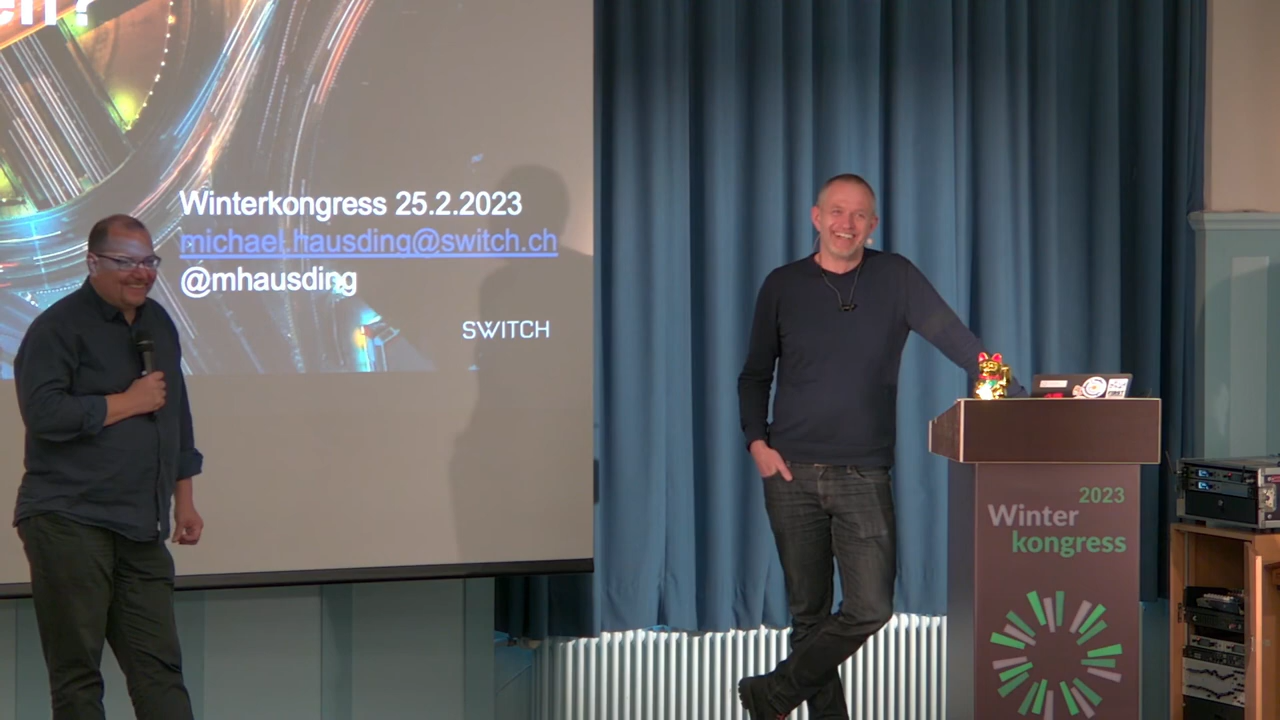 Winterkongress 25.2.2023
michael.hausding@switch.ch
@mhausding
SWITCH
2023
Winter
kongress